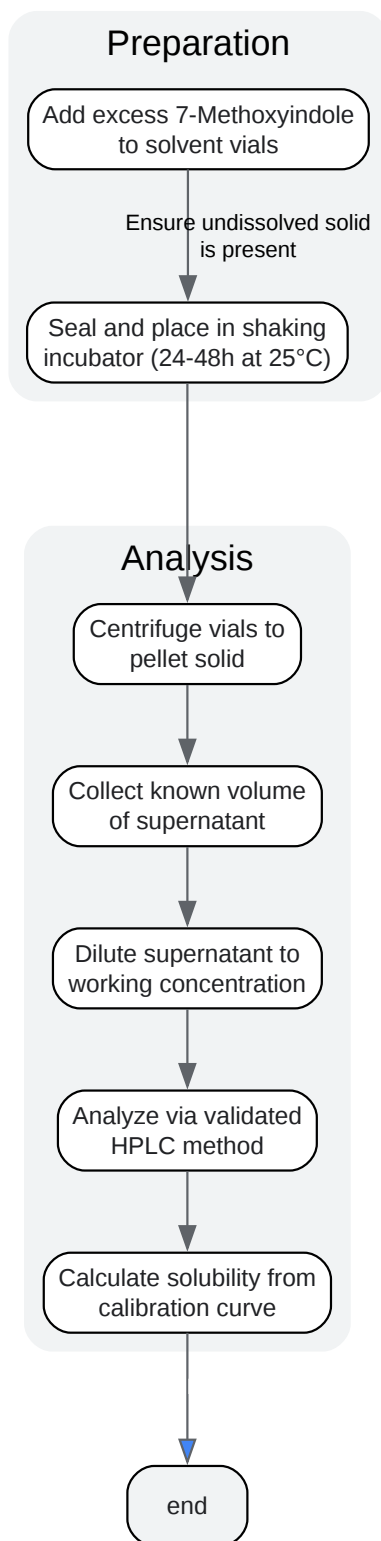 Preparation
Add excess 7-Methoxyindole
to solvent vials
Ensure undissolved solid
is present
Seal and place in shaking
incubator (24-48h at 25°C)
Analysis
Centrifuge vials to
pellet solid
Collect known volume
of supernatant
Dilute supernatant to
working concentration
Analyze via validated
HPLC method
Calculate solubility from
calibration curve
end